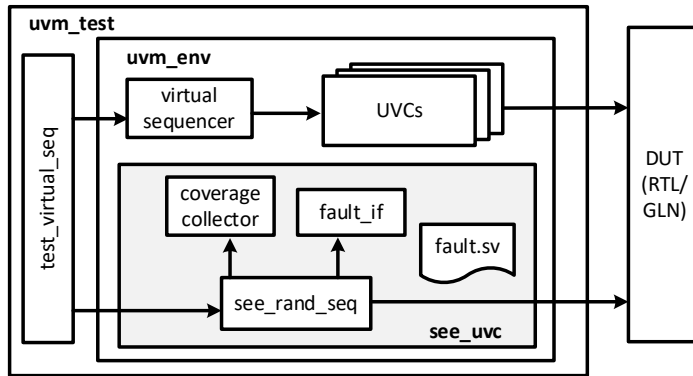 uvm_test
uvm_env
test_virtual_seq
virtual
sequencer
UVCs
DUT
(RTL/
GLN)
coverage
collector
fault_if
fault.sv
see_rand_seq
see_uvc